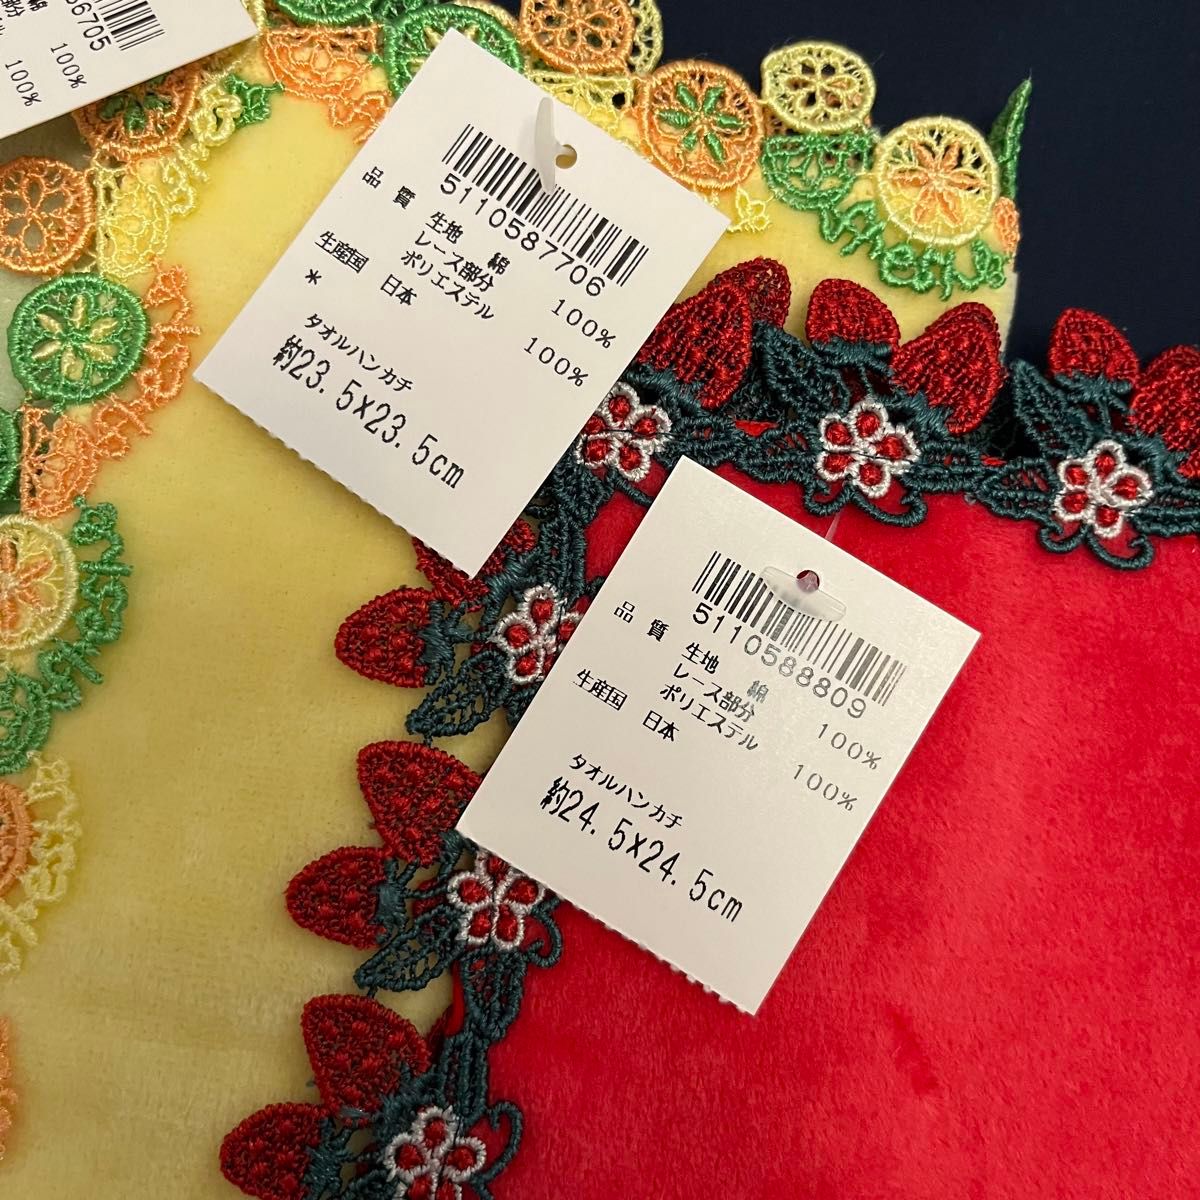 綿
100%
100%
5110587706
品質 生地 綿 100%
レース部分
ポリエステル 100%
生産国 日本
*
タオルハンカチ
約23.5x23.5cm
5110588809
品質 生地 綿 100%
レース部分
ポリエステル 100%
生産国 日本
タオルハンカチ
約24.5x24.5cm